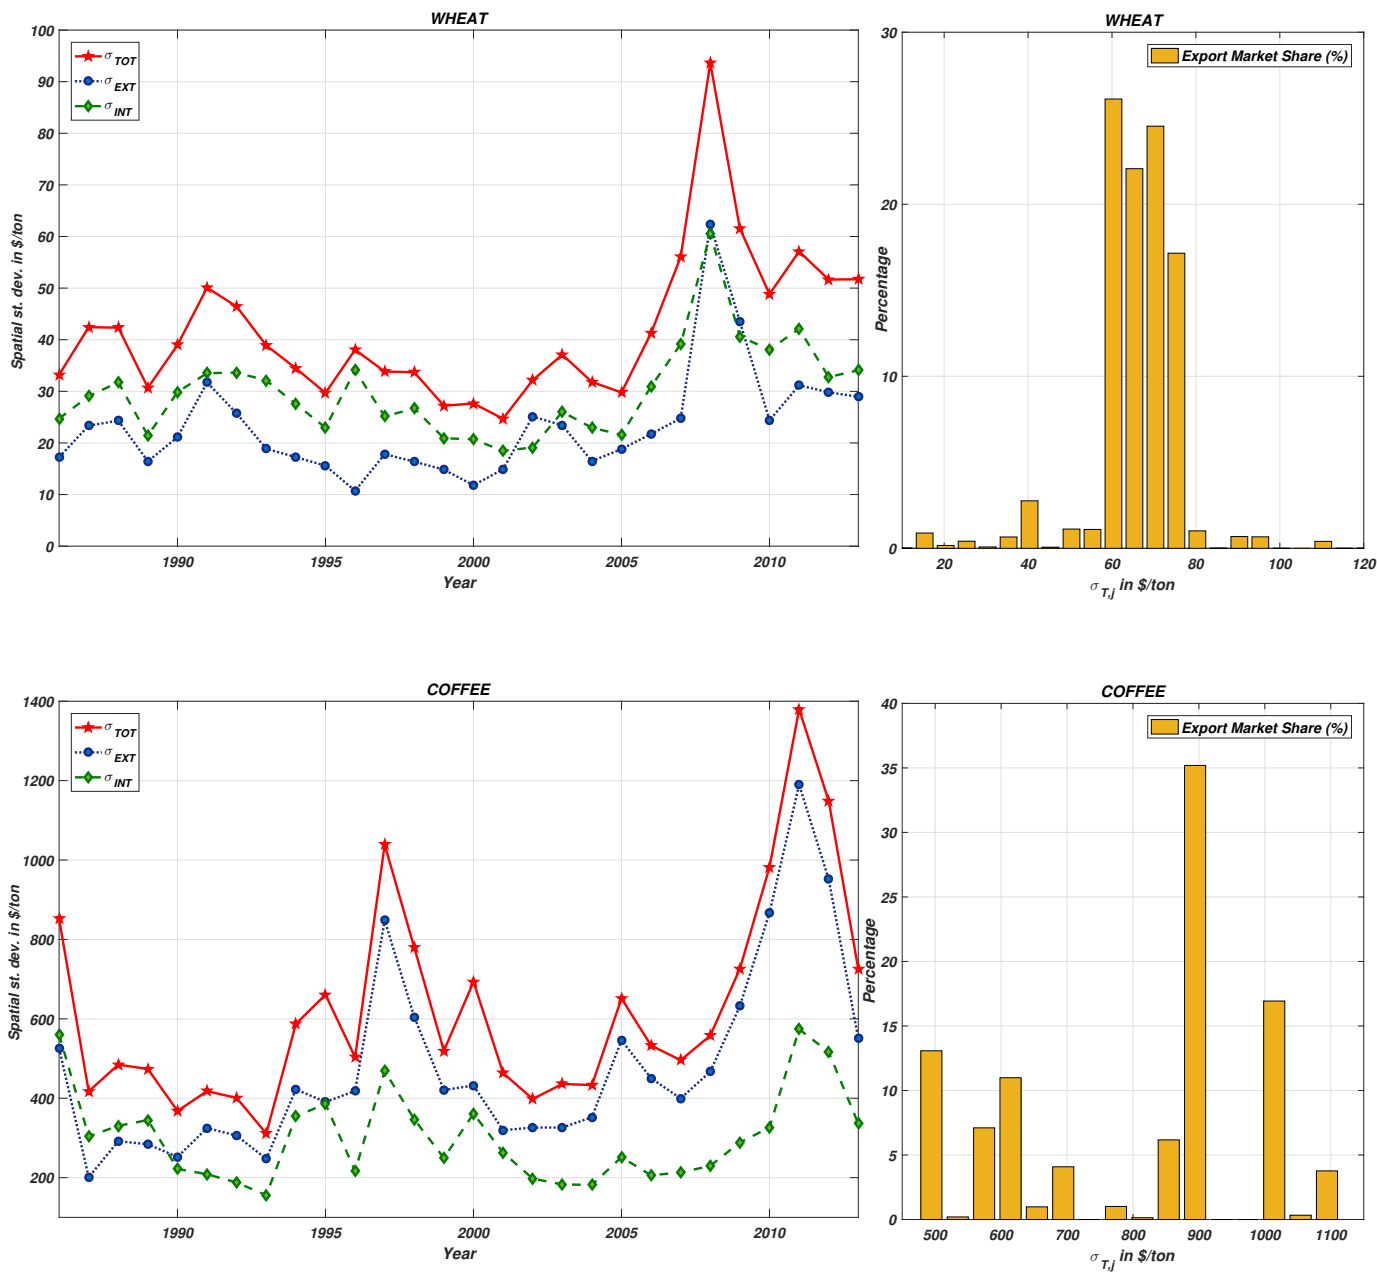 WHEAT
100
90
80
70
60
50
40
30
20
10
0
σ TOT
σ EXT
σ INT
Spatial st. dev. in $/ton
1990
1995
2000
2005
2010
Year
WHEAT
30
20
10
0
Export Market Share (%)
Percentage
20
40
60
80
100
120
σ T,j in $/ton
COFFEE
1400
1200
1000
800
600
400
200
σ TOT
σ EXT
σ INT
Spatial st. dev. in $/ton
1990
1995
2000
2005
2010
Year
COFFEE
40
35
30
25
20
15
10
5
0
Export Market Share (%)
Percentage
500
600
700
800
900
1000
1100
σ T,j in $/ton